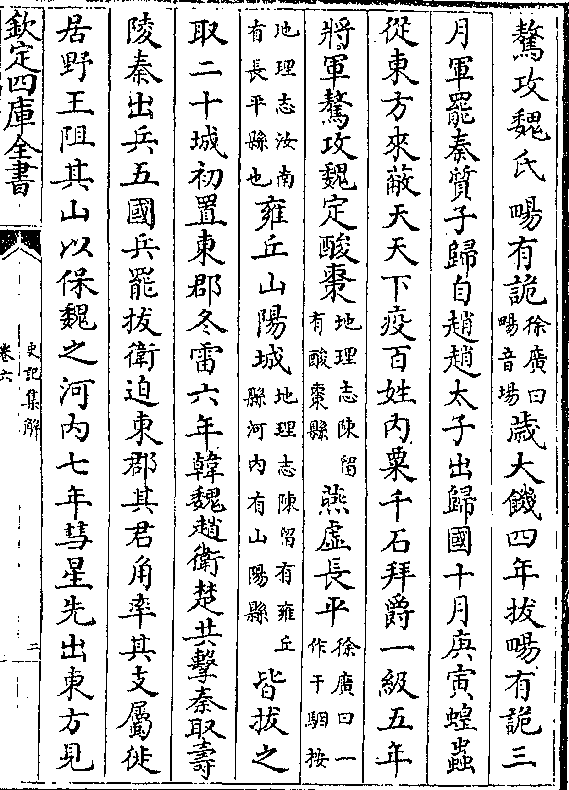 驁攻魏氏暘有詭徐廣曰暘音場歲大饑四年拔暘有詭三
月軍罷秦質子歸自趙趙太子出歸國十月庚寅蝗蟲
從東方來蔽天天下疫百姓内粟千石拜爵一級五年
將軍驁攻魏定酸棗地理志陳留有酸棗縣燕虚長平徐廣曰一作千駰按
地理志汝南有長平縣也雍丘山陽城地理志陳留有雍丘縣河内有山陽縣皆拔之
取二十城初置東郡冬雷六年韓魏趙衛楚共擊秦取壽
陵秦出兵五國兵罷拔衛迫東郡其君角率其支屬徙
居野王阻其山以保魏之河内七年彗星先出東方見
欽定四庫全書
史記集解
卷六
二